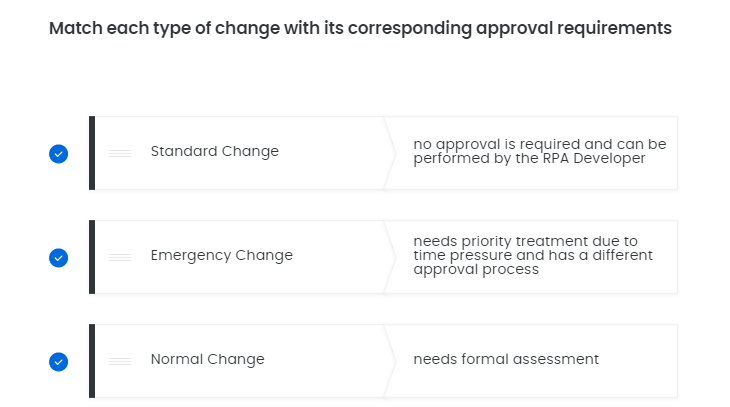 Match each type of change with its corresponding approval requirements
Standard Change
no approval is required and can be
performed by the RPA Developer
Emergency Change
needs priority treatment due to
time pressure and has a different
approval process
Normal Change
needs formal assessment